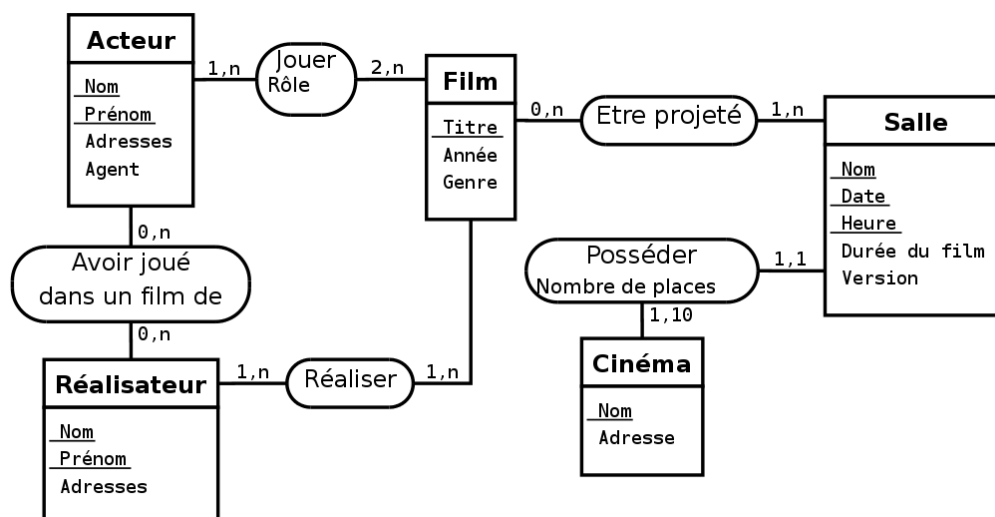 Acteur
Nom
Prénom
Adresses
Agent
1,n
Jouer
Rôle
2,n
Film
Titre
Année
Genre
0,n
Etre projeté
1,n
Salle
Nom
Date
Heure
Durée du film
Version
0,n
Avoir joué
dans un film de
0,n
Posséder
Nombre de places
1,1
1,10
Réalisateur
Nom
Prénom
Adresses
1,n
Réaliser
1,n
Cinéma
Nom
Adresse